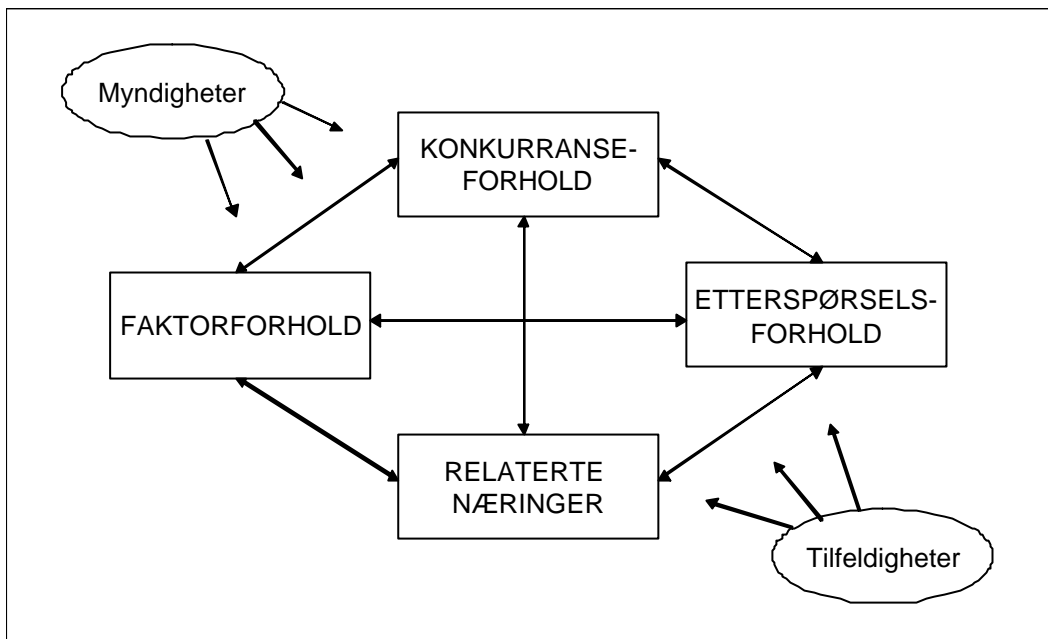 Myndigheter
KONKURRANSE-
FORHOLD
FAKTORFORHOLD
ETTERSPØRSELS-
FORHOLD
RELATERTE
NÆRINGER
Tilfeldigheter